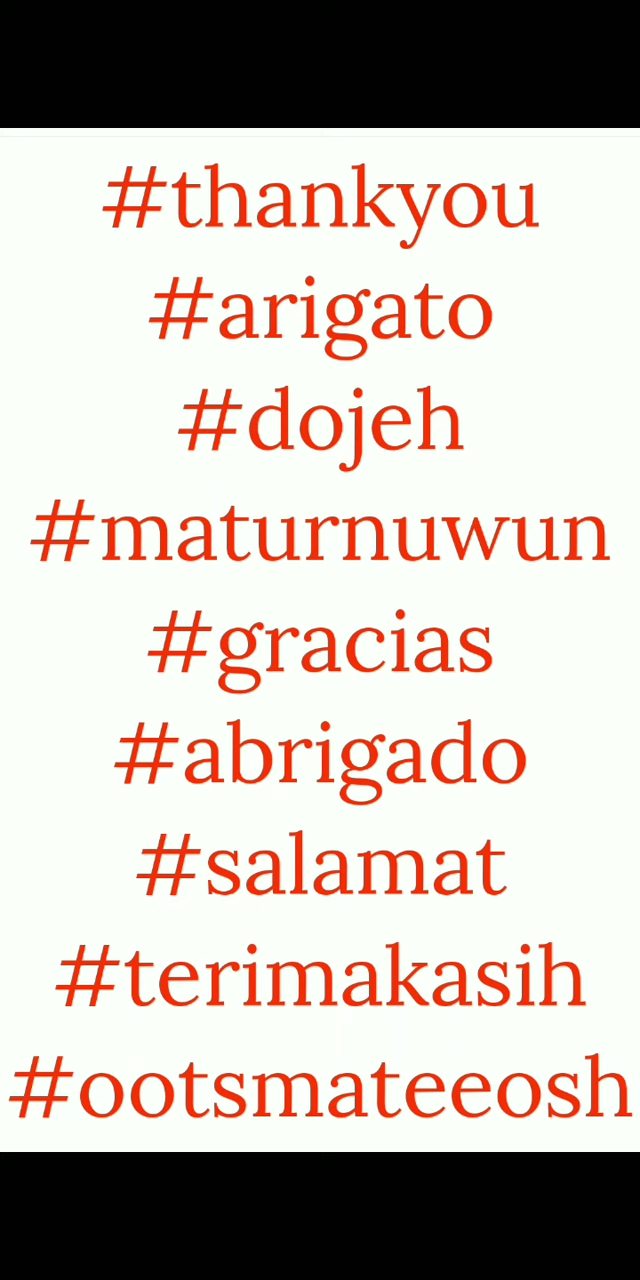 #thankyou
#arigato
#dojeh
#maturnuwun
#gracias
#abrigado
#salamat
#terimakasih
#ootsmateeosh